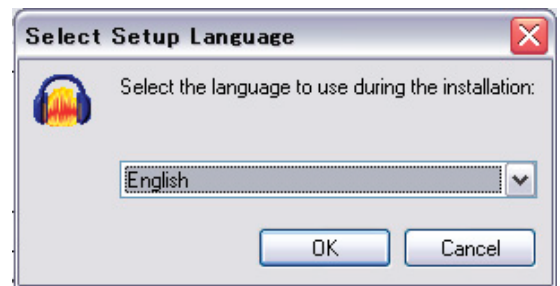 Select Setup Language
Select the language to use during the installation:
English
OK
Cancel